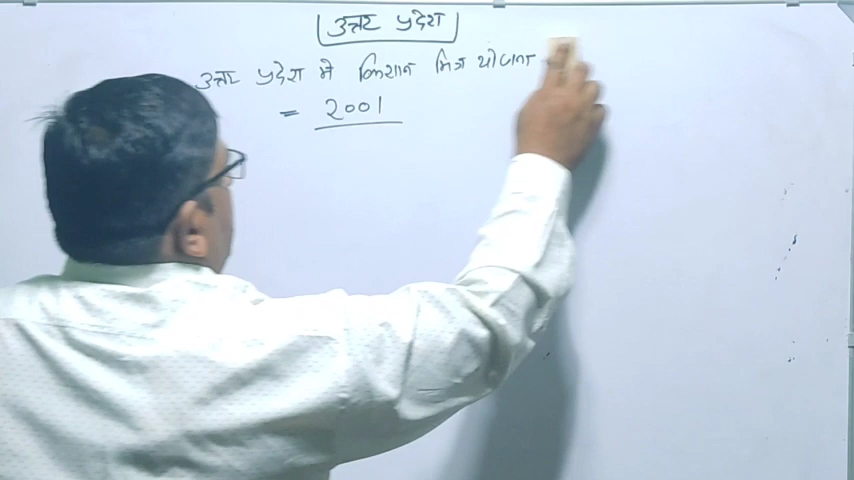 उत्तर प्रदेश
उत्तर प्रदेश मे किसान मित्र योजना
= 2001